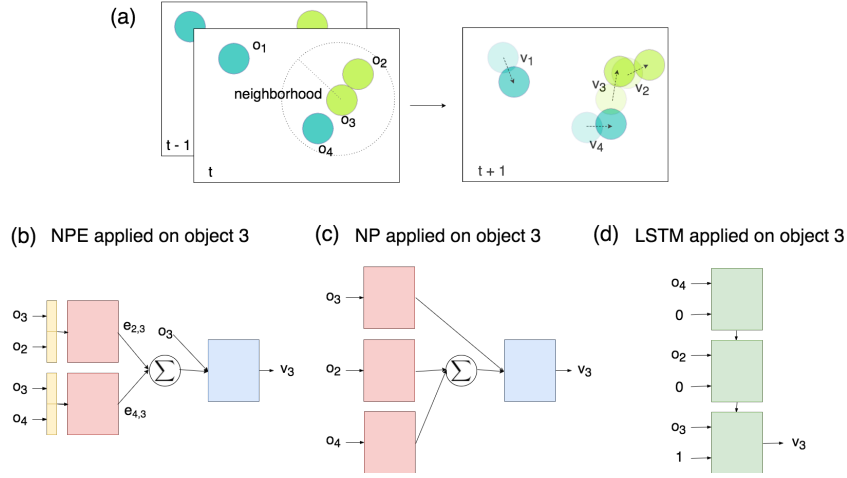 (a)
o1
o2
neighborhood
o3
o4
t - 1
t
v1
v3
v2
v4
t + 1
(b) NPE applied on object 3
o3
o2
e2,3
o3
o3
o4
e4,3
∑
v3
(c) NP applied on object 3
o3
o2
o4
∑
v3
(d) LSTM applied on object 3
o4
0
o2
0
o3
1
v3